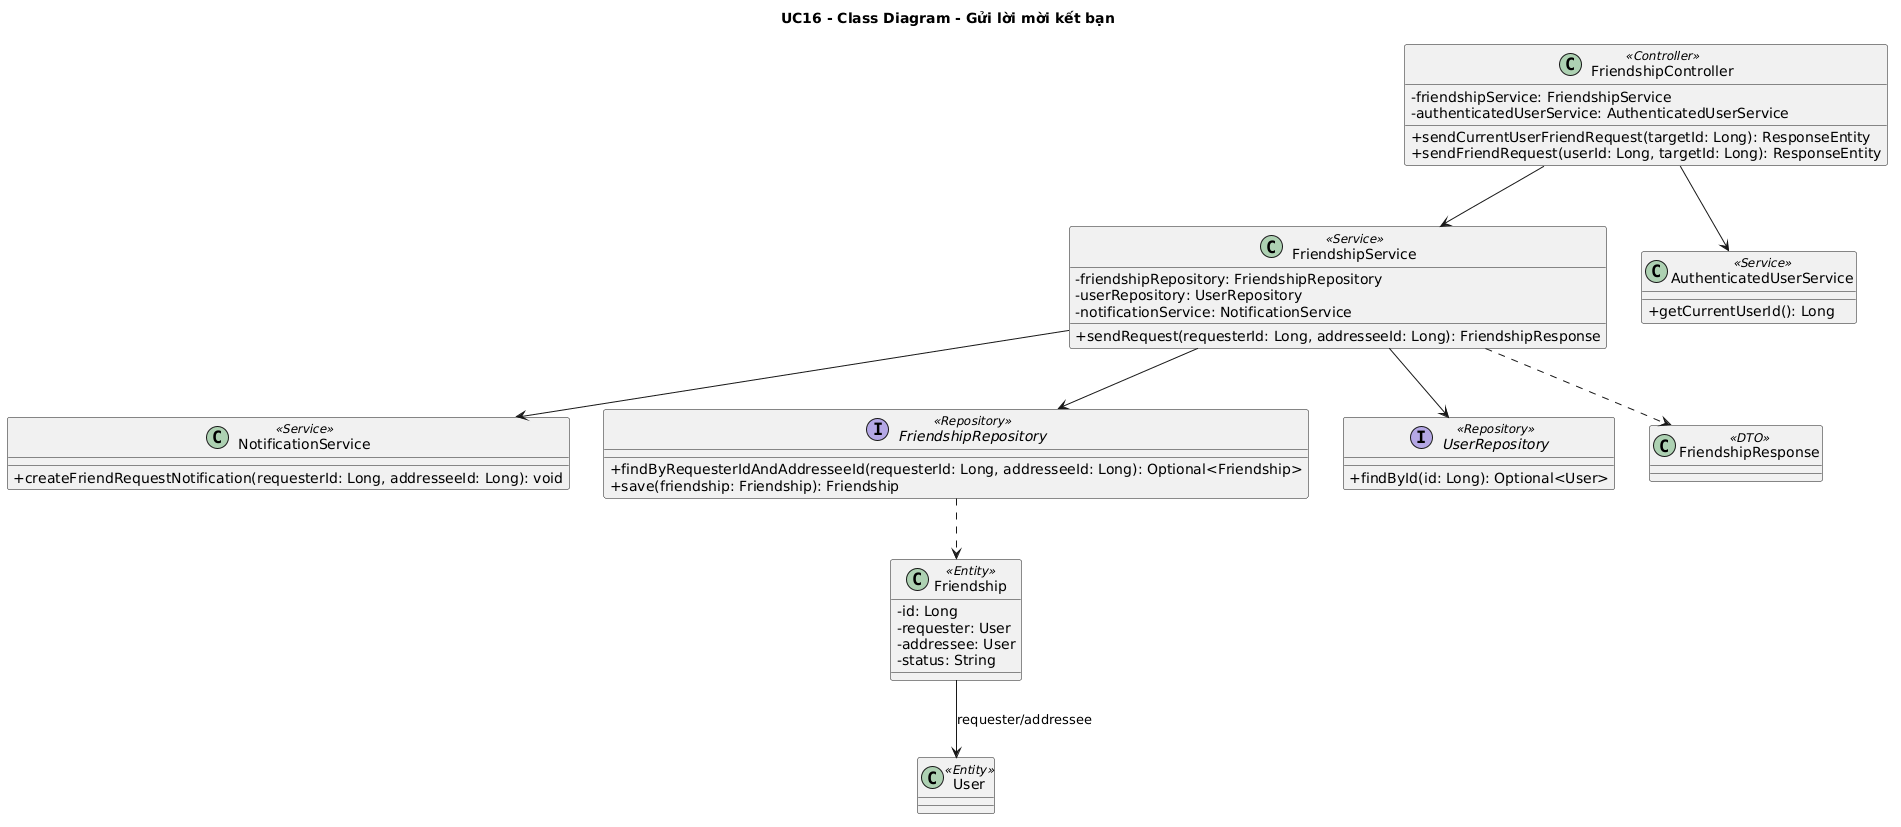 UC16 - Class Diagram - Gửi lời mời kết bạn
«Controller»
FriendshipController
-friendshipService: FriendshipService
-authenticatedUserService: AuthenticatedUserService
+sendCurrentUserFriendRequest(targetId: Long): ResponseEntity
+sendFriendRequest(userId: Long, targetId: Long): ResponseEntity
«Service»
FriendshipService
-friendshipRepository: FriendshipRepository
-userRepository: UserRepository
-notificationService: NotificationService
+sendRequest(requesterId: Long, addresseeId: Long): FriendshipResponse
«Service»
AuthenticatedUserService
+getCurrentUserId(): Long
«Service»
NotificationService
+createFriendRequestNotification(requesterId: Long, addresseeId: Long): void
«Repository»
FriendshipRepository
+findByRequesterIdAndAddresseeId(requesterId: Long, addresseeId: Long): Optional<Friendship>
+save(friendship: Friendship): Friendship
«Repository»
UserRepository
+findById(id: Long): Optional<User>
«DTO»
FriendshipResponse
«Entity»
Friendship
-id: Long
-requester: User
-addressee: User
-status: String
requester/addressee
«Entity»
User